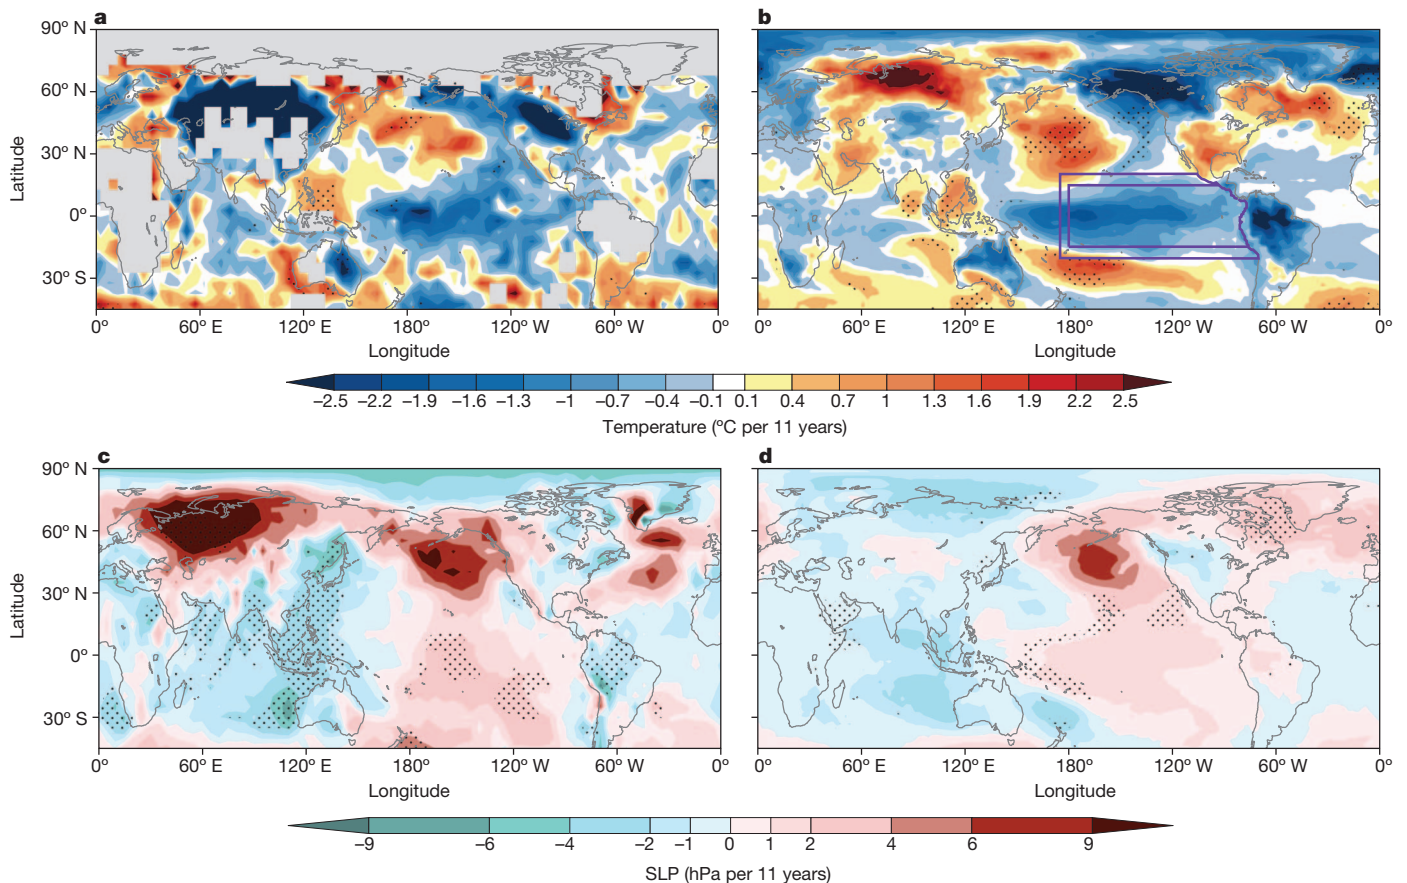 a
b
90° N
60° N
30° N
0°
30° S
Latitude
0°
60° E
120° E
180°
120° W
60° W
0°
0°
60° E
120° E
180°
120° W
60° W
0°
Longitude
Longitude
−2.5 −2.2 −1.9 −1.6 −1.3 −1 −0.7 −0.4 −0.1 0.1 0.4 0.7 1 1.3 1.6 1.9 2.2 2.5
Temperature (°C per 11 years)
c
d
90° N
60° N
30° N
0°
30° S
Latitude
0°
60° E
120° E
180°
120° W
60° W
0°
0°
60° E
120° E
180°
120° W
60° W
0°
Longitude
Longitude
−9 −6 −4 −2 −1 0 1 2 4 6 9
SLP (hPa per 11 years)